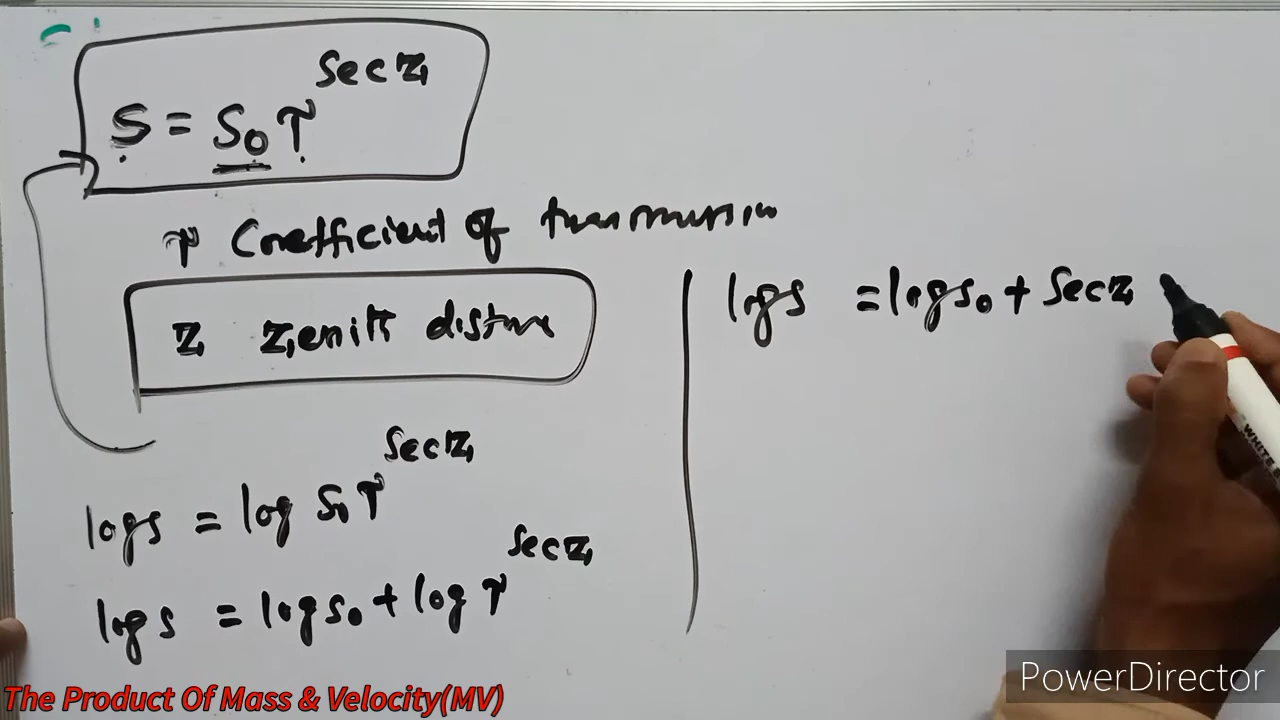 S = S₀ τ^sec z
τ Coefficient of transmission
z zenith distance
log s = log s₀ τ^sec z
log s = log s₀ + log τ^sec z
log s = log s₀ + sec z
WHITE
The Product Of Mass & Velocity(MV)
PowerDirector